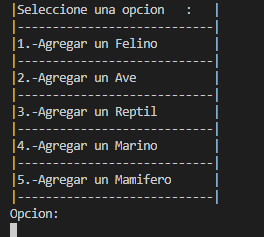 |Seleccione una opcion   :   |
|--------------------------|
|1.-Agregar un Felino        |
|--------------------------|
|2.-Agregar un Ave           |
|--------------------------|
|3.-Agregar un Reptil        |
|--------------------------|
|4.-Agregar un Marino        |
|--------------------------|
|5.-Agregar un Mamifero      |
|--------------------------|
Opcion: